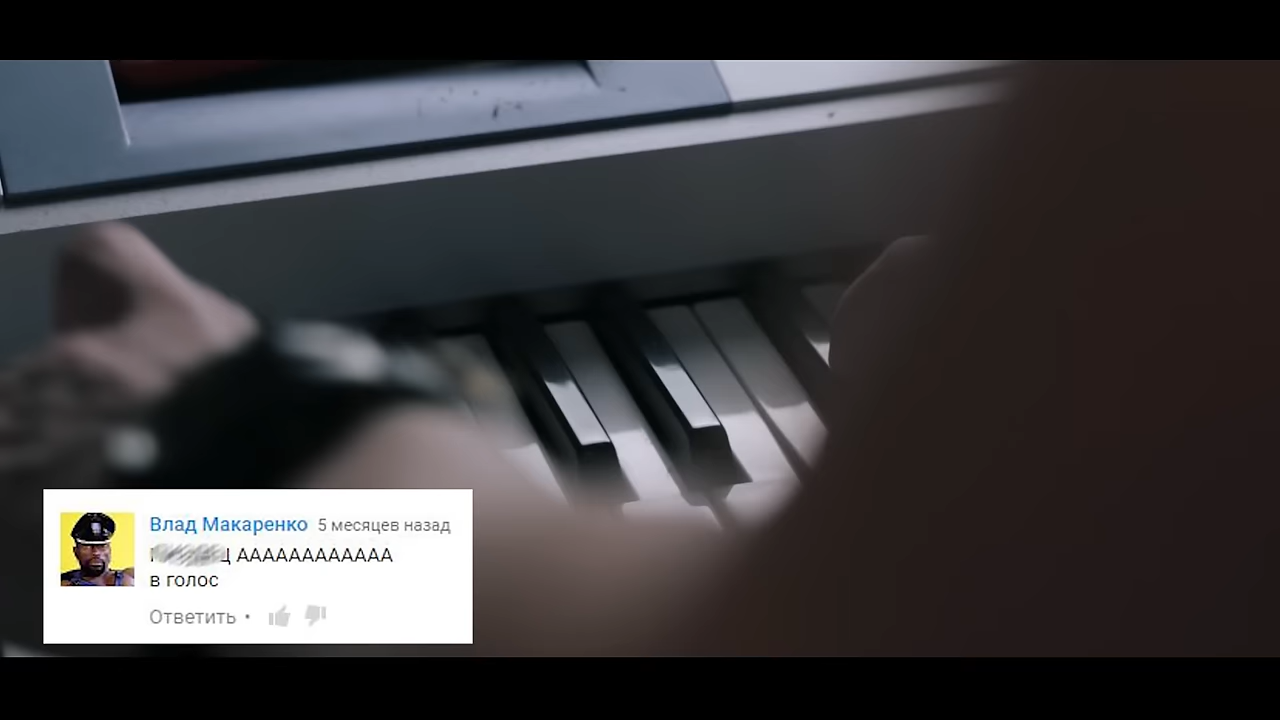 Влад Макаренко 5 месяцев назад
АААААААААААА
в голос
Ответить •